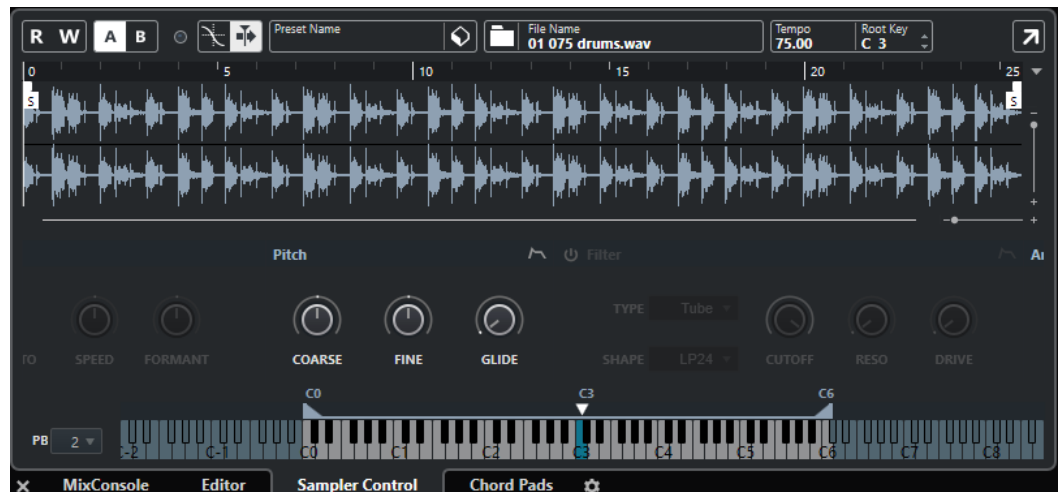 R W A B Preset Name File Name Tempo Root Key
01 075 drums.wav 75.00 C 3
0 5 10 15 20 25
S S
Pitch Filter
TYPE Tube
TO SPEED FORMANT COARSE FINE GLIDE SHAPE LP24 CUTOFF RESO DRIVE
C0 C3 C6
PB 2 C-2 C-1 C0 C1 C2 C3 C4 C5 C6 C7 C8
MixConsole Editor Sampler Control Chord Pads